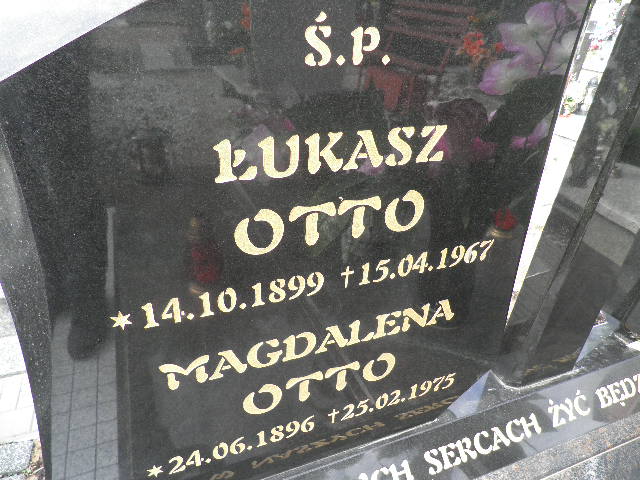 Ś.P.
ŁUKASZ
OTTO
*14.10.1899 †15.04.1967
MAGDALENA
OTTO
*24.06.1896 †25.02.1975
SERCACH ŻYĆ